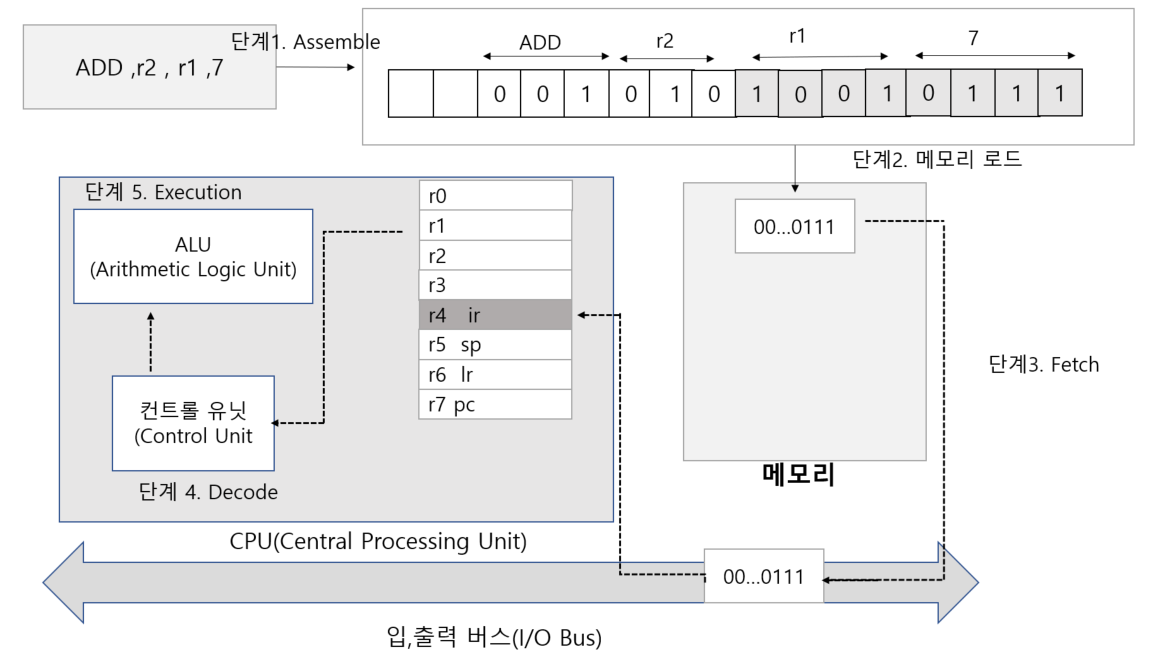 단계1. Assemble
ADD ,r2 , r1 ,7
ADD r2 r1 7
0 0 1 0 1 0 1 0 0 1 0 1 1 1
단계2. 메모리 로드
단계 5. Execution
ALU
(Arithmetic Logic Unit)
r0
r1
r2
r3
r4 ir
r5 sp
r6 lr
r7 pc
00...0111
단계3. Fetch
컨트롤 유닛
(Control Unit
단계 4. Decode
메모리
CPU(Central Processing Unit)
00...0111
입,출력 버스(I/O Bus)